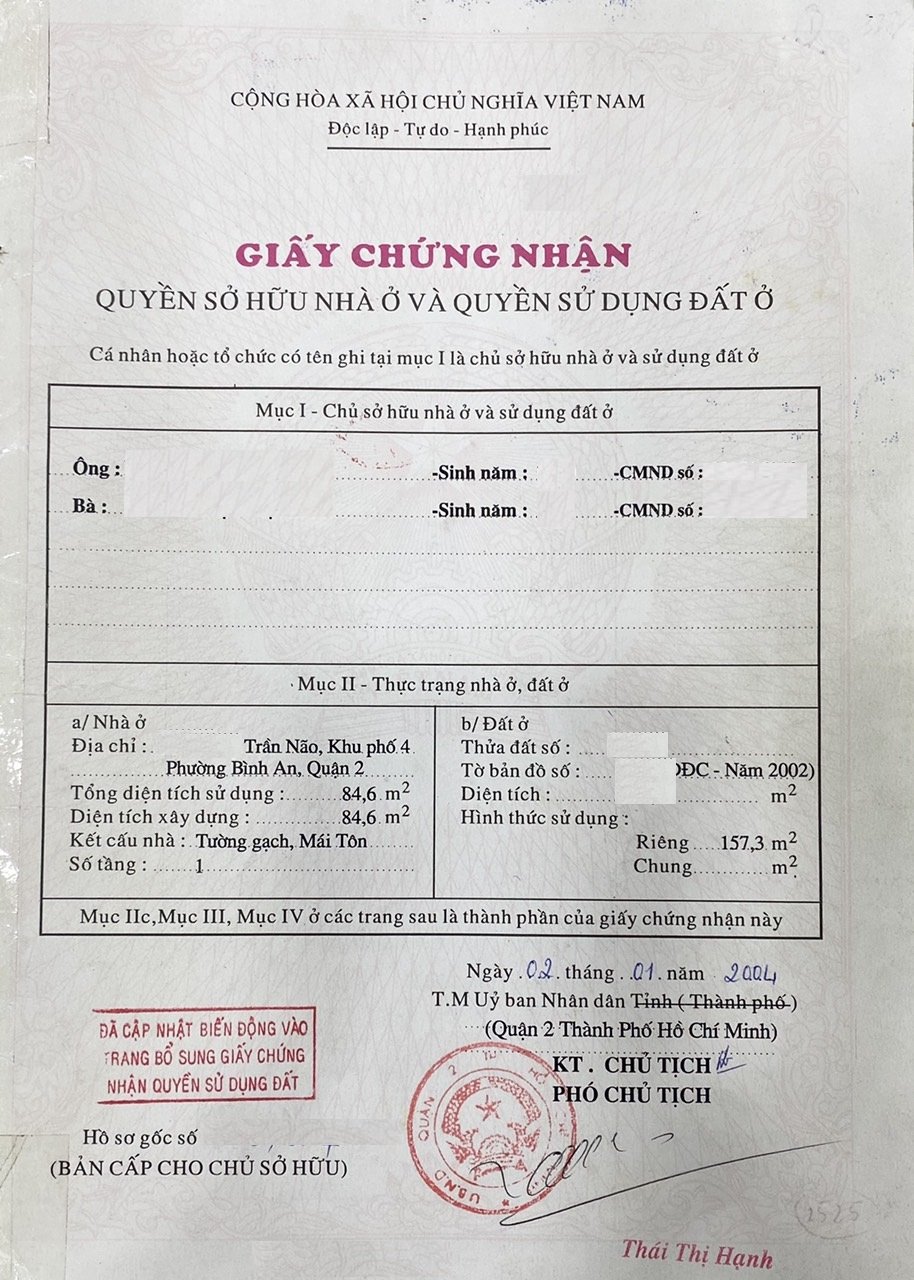 CỘNG HÒA XÃ HỘI CHỦ NGHĨA VIỆT NAM
Độc lập - Tự do - Hạnh phúc
GIẤY CHỨNG NHẬN
QUYỀN SỞ HỮU NHÀ Ở VÀ QUYỀN SỬ DỤNG ĐẤT Ở
Cá nhân hoặc tổ chức có tên ghi tại mục I là chủ sở hữu nhà ở và sử dụng đất ở
Mục I - Chủ sở hữu nhà ở và sử dụng đất ở
Ông : -Sinh năm : -CMND số :
Bà : -Sinh năm : -CMND số :
Mục II - Thực trạng nhà ở, đất ở
a/ Nhà ở
Địa chỉ : Trần Não, Khu phố 4
Phường Bình An, Quận 2
Tổng diện tích sử dụng : 84,6 m2
Diện tích xây dựng : 84,6 m2
Kết cấu nhà : Tường gạch, Mái Tôn
Số tầng : 1
b/ Đất ở
Thửa đất số :
Tờ bản đồ số : ĐĐC - Năm 2002)
Diện tích : m2
Hình thức sử dụng :
Riêng 157,3 m2
Chung m2
Mục IIc,Mục III, Mục IV ở các trang sau là thành phần của giấy chứng nhận này
Ngày 02 tháng 01 năm 2004
T.M Uỷ ban Nhân dân Tỉnh ( Thành phố )
(Quận 2 Thành Phố Hồ Chí Minh)
KT . CHỦ TỊCH
PHÓ CHỦ TỊCH
ĐÃ CẬP NHẬT BIẾN ĐỘNG VÀO
TRANG BỔ SUNG GIẤY CHỨNG
NHẬN QUYỀN SỬ DỤNG ĐẤT
Hồ sơ gốc số
(BẢN CẤP CHO CHỦ SỞ HỮU)
U.B.N.D QUẬN 2
2525
Thái Thị Hạnh